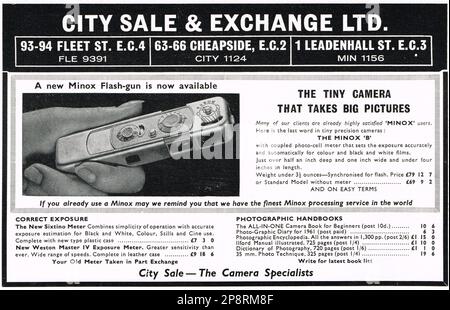 CITY SALE & EXCHANGE LTD.
93-94 FLEET ST. E.C.4 63-66 CHEAPSIDE, E.C.2 1 LEADENHALL ST. E.C.3
FLE 9391 CITY 1124 MIN 1156
A new Minox Flash-gun is now available
THE TINY CAMERA
THAT TAKES BIG PICTURES
Many of our clients are already highly satisfied "MINOX" users.
Here is the last word in tiny precision cameras :
THE MINOX 'B'
with coupled photo-cell meter that sets the exposure accurately
and automatically for colour and black and white films.
Just over half an inch deep and one inch wide and under four
inches in length.
Weight under 3½ ounces—Synchronised for flash. Price £79 12 7
or Standard Model without meter ... £69 9 2
AND ON EASY TERMS
If you already use a Minox may we remind you that we have the finest Minox processing service in the world
CORRECT EXPOSURE
The New Sixtino Meter Combines simplicity of operation with accurate
exposure estimation for Black and White, Colour, Stills and Cine use.
Complete with new type plastic case ... £7 3 0
New Weston Master IV Exposure Meter. Greater sensitivity than
ever, Wide range of speeds. Complete in leather case ... £9 18 6
Your Old Meter Taken in Part Exchange
PHOTOGRAPHIC HANDBOOKS
The ALL-IN-ONE Camera Book for Beginners (post 10d.) 10 6
Photo-Graphic Diary for 1961 (post paid) ... 6 3
Photographic Encyclopaedia. All the answers in 1,300 pp. (post 2/6) £1 15 0
Ilford Manual illustrated, 725 pages (post 1/4) ... £1 10 0
Dictionary of Photography, 720 pages (post 1/-) ... £1 1 0
35 mm. Photo Technique, 325 pages (post 1/4) ... 19 6
Write for latest book list
City Sale—The Camera Specialists
alamy
Image ID: 2P8RM8F
www.alamy.com